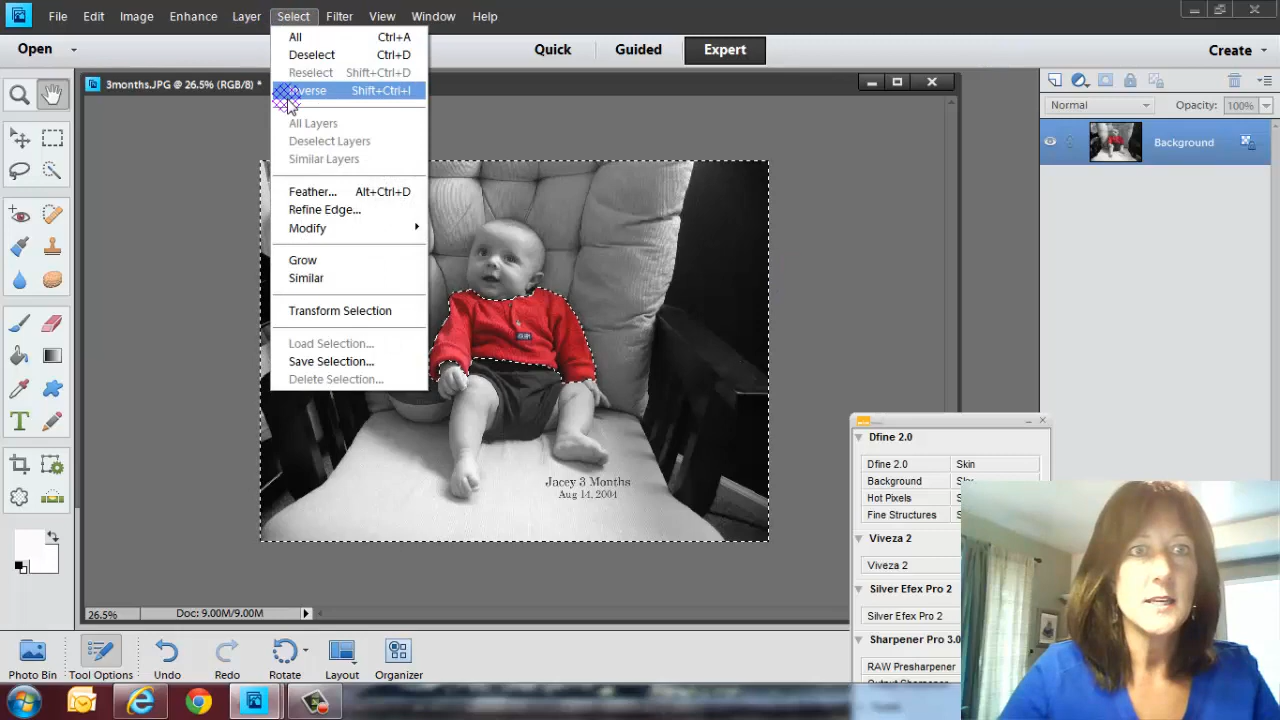 File Edit Image Enhance Layer Select Filter View Window Help
Open Quick Guided Expert Create
3months.JPG @ 26.5% (RGB/8) *
All Ctrl+A
Deselect Ctrl+D
Reselect Shift+Ctrl+D
Shift+Ctrl+I
All Layers
Deselect Layers
Similar Layers
Feather... Alt+Ctrl+D
Refine Edge...
Modify
Grow
Similar
Transform Selection
Load Selection...
Save Selection...
Delete Selection...
Normal Opacity: 100%
Background
Jacey 3 Months
Aug 14, 2004
Dfine 2.0
Dfine 2.0 Skin
Background
Hot Pixels
Fine Structures
Viveza 2
Viveza 2
Silver Efex Pro 2
Silver Efex Pro 2
Sharpener Pro 3.0
RAW Presharpener
26.5% Doc: 9.00M/9.00M
Photo Bin Tool Options Undo Redo Rotate Layout Organizer